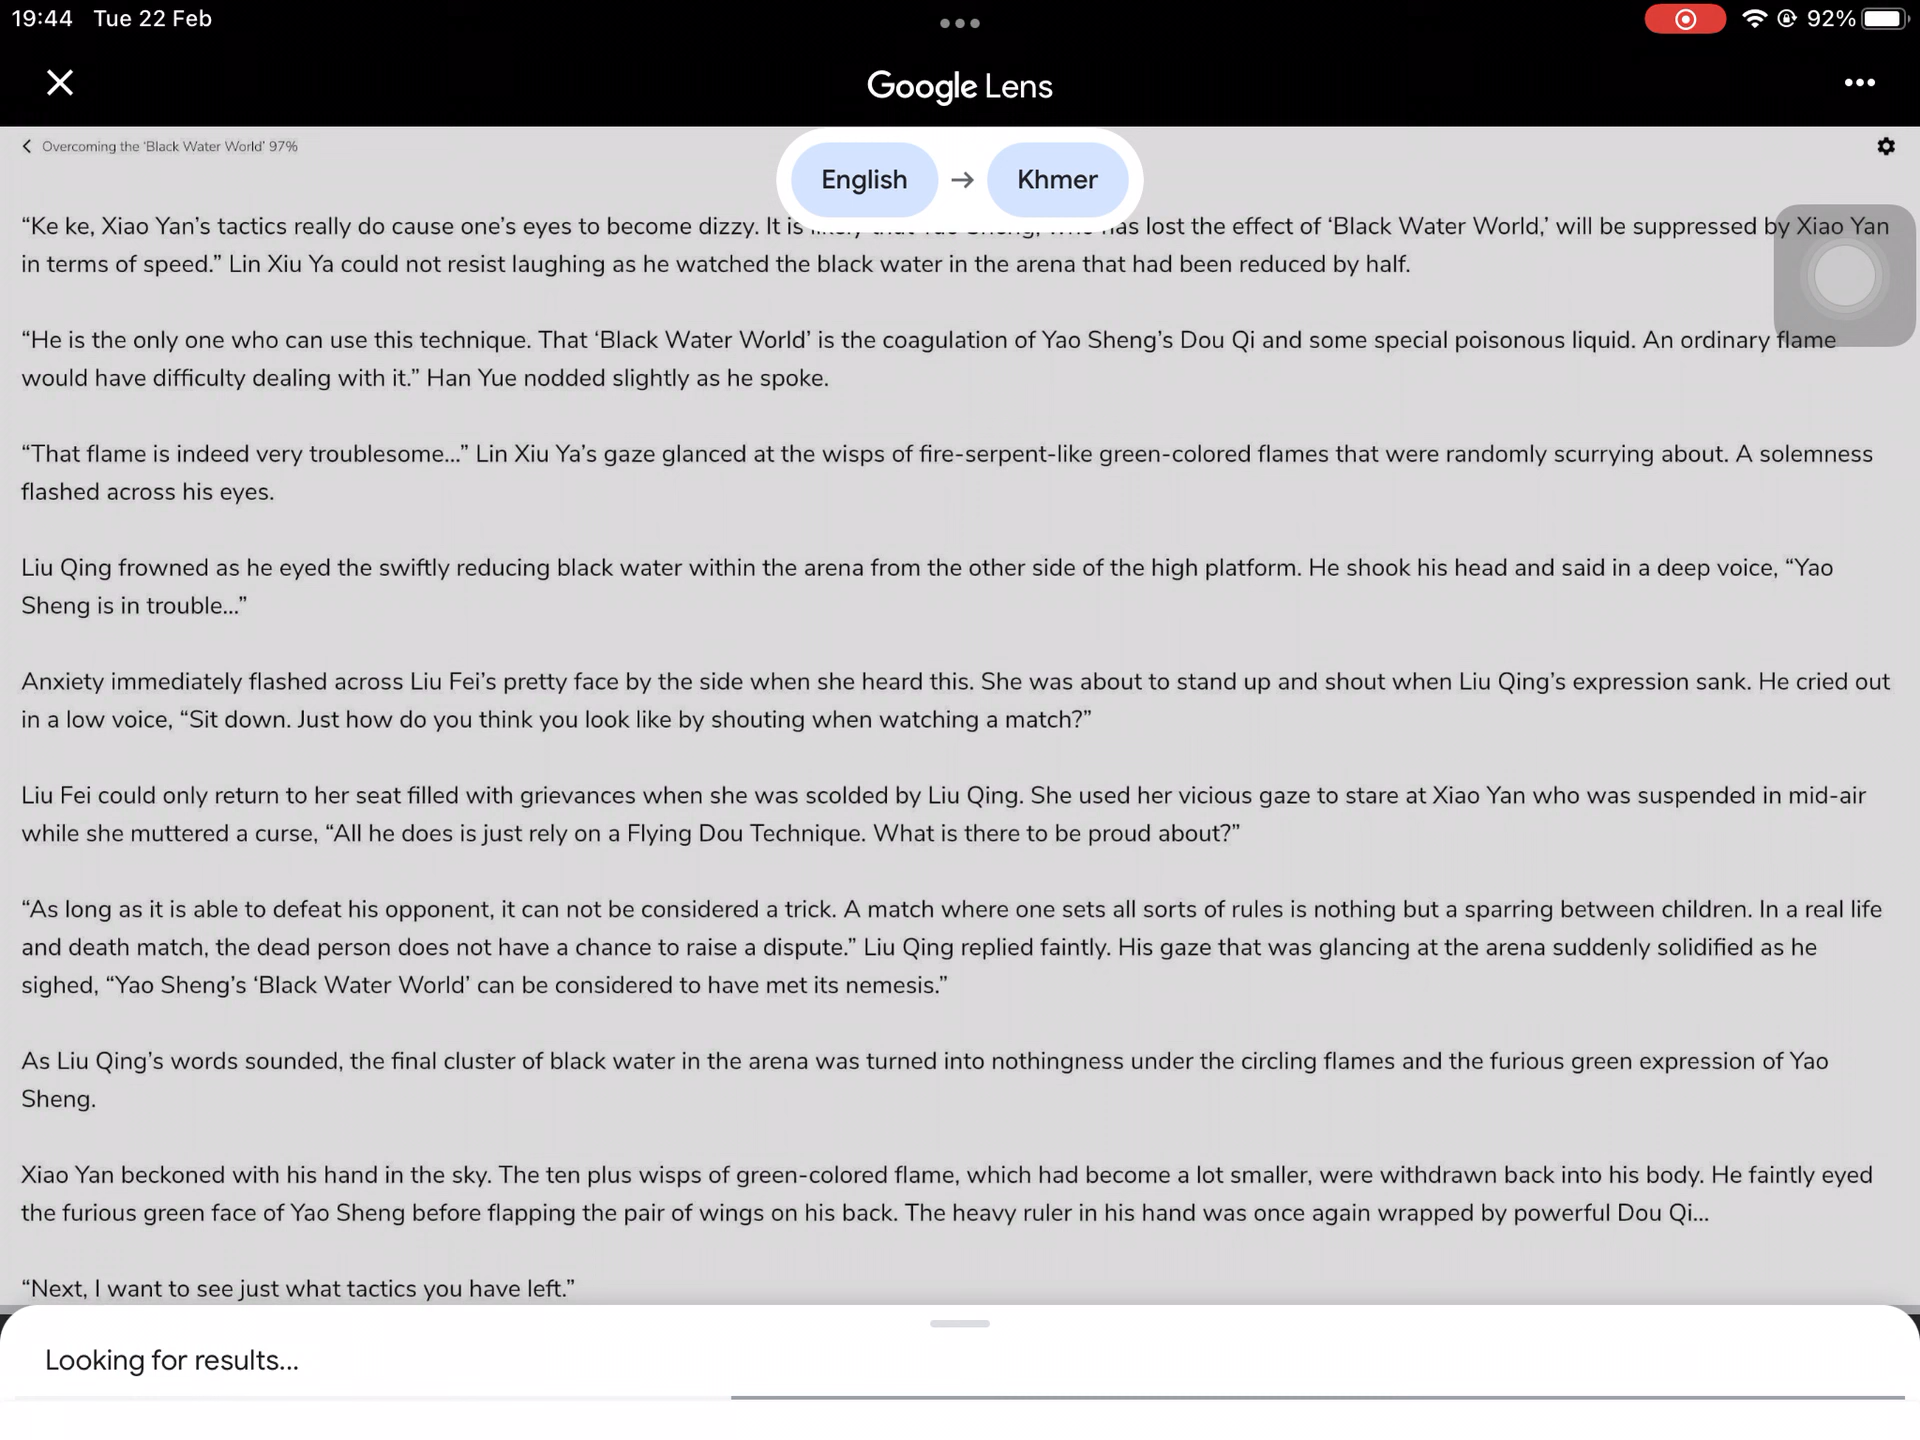 19:44 Tue 22 Feb
92%
Google Lens
Overcoming the ‘Black Water World’ 97%
English → Khmer
“Ke ke, Xiao Yan’s tactics really do cause one’s eyes to become dizzy. It is has lost the effect of ‘Black Water World,’ will be suppressed by Xiao Yan
in terms of speed.” Lin Xiu Ya could not resist laughing as he watched the black water in the arena that had been reduced by half.
“He is the only one who can use this technique. That ‘Black Water World’ is the coagulation of Yao Sheng’s Dou Qi and some special poisonous liquid. An ordinary flame
would have difficulty dealing with it.” Han Yue nodded slightly as he spoke.
“That flame is indeed very troublesome...” Lin Xiu Ya’s gaze glanced at the wisps of fire-serpent-like green-colored flames that were randomly scurrying about. A solemness
flashed across his eyes.
Liu Qing frowned as he eyed the swiftly reducing black water within the arena from the other side of the high platform. He shook his head and said in a deep voice, “Yao
Sheng is in trouble...”
Anxiety immediately flashed across Liu Fei’s pretty face by the side when she heard this. She was about to stand up and shout when Liu Qing’s expression sank. He cried out
in a low voice, “Sit down. Just how do you think you look like by shouting when watching a match?”
Liu Fei could only return to her seat filled with grievances when she was scolded by Liu Qing. She used her vicious gaze to stare at Xiao Yan who was suspended in mid-air
while she muttered a curse, “All he does is just rely on a Flying Dou Technique. What is there to be proud about?”
“As long as it is able to defeat his opponent, it can not be considered a trick. A match where one sets all sorts of rules is nothing but a sparring between children. In a real life
and death match, the dead person does not have a chance to raise a dispute.” Liu Qing replied faintly. His gaze that was glancing at the arena suddenly solidified as he
sighed, “Yao Sheng’s ‘Black Water World’ can be considered to have met its nemesis.”
As Liu Qing’s words sounded, the final cluster of black water in the arena was turned into nothingness under the circling flames and the furious green expression of Yao
Sheng.
Xiao Yan beckoned with his hand in the sky. The ten plus wisps of green-colored flame, which had become a lot smaller, were withdrawn back into his body. He faintly eyed
the furious green face of Yao Sheng before flapping the pair of wings on his back. The heavy ruler in his hand was once again wrapped by powerful Dou Qi...
“Next, I want to see just what tactics you have left.”
Looking for results...